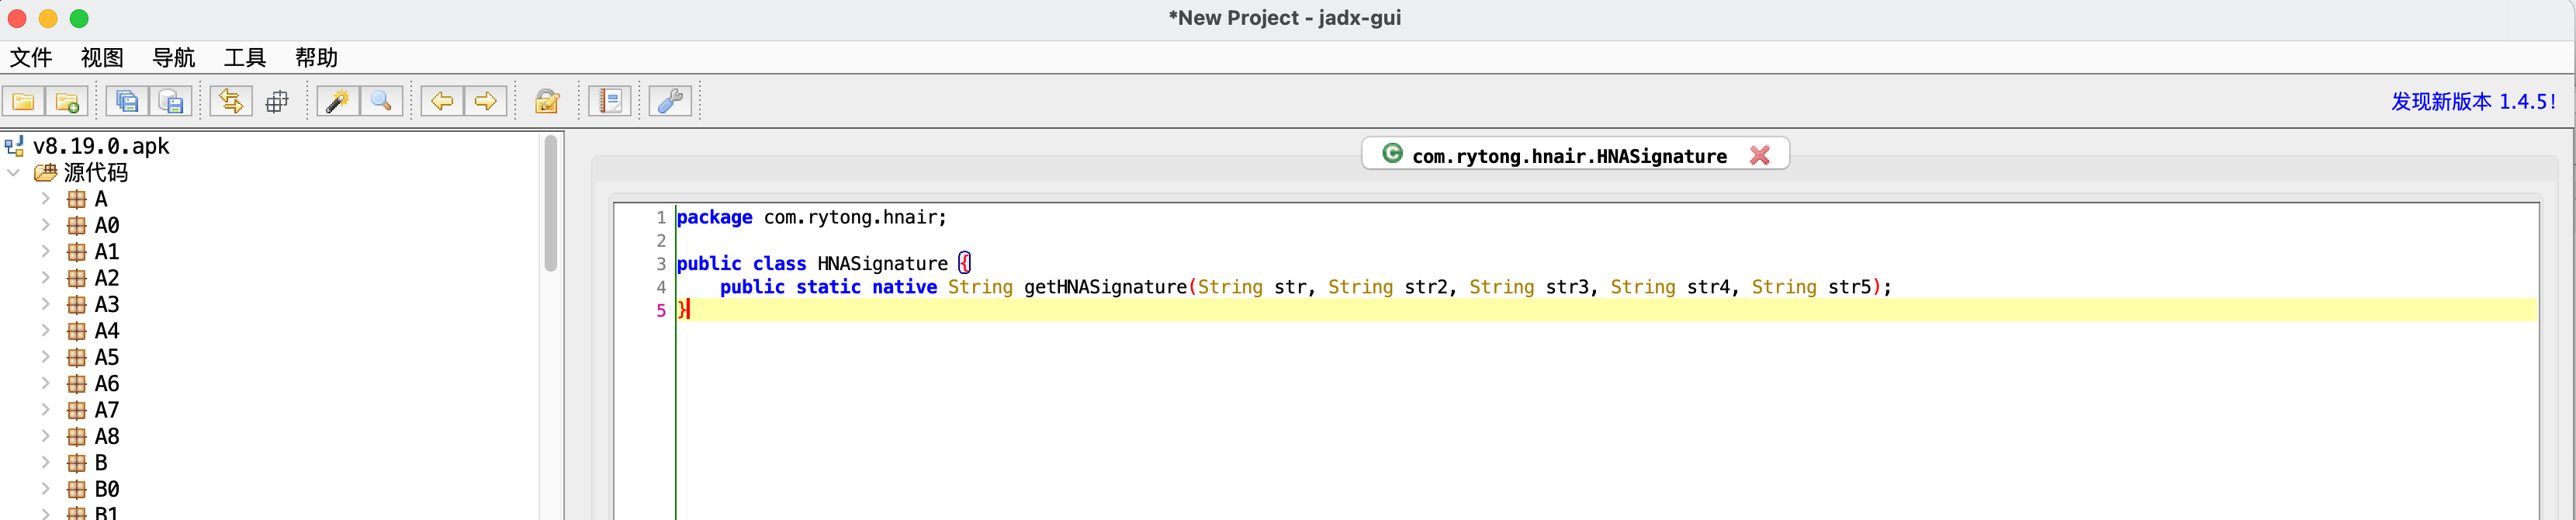 *New Project - jadx-gui
文件 视图 导航 工具 帮助
发现新版本 1.4.5!
v8.19.0.apk
源代码
A
A0
A1
A2
A3
A4
A5
A6
A7
A8
B
B0
B1
com.rytong.hnair.HNASignature
1 package com.rytong.hnair;
2
3 public class HNASignature {
4     public static native String getHNASignature(String str, String str2, String str3, String str4, String str5);
5 }